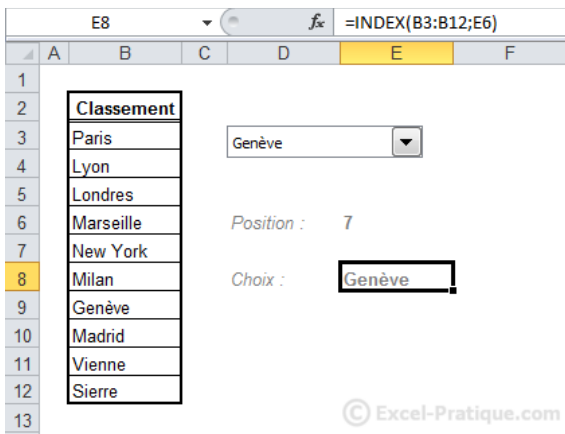 E8 fx =INDEX(B3:B12;E6)
A B C D E F
1
2 Classement
3 Paris Genève
4 Lyon
5 Londres
6 Marseille Position : 7
7 New York
8 Milan Choix : Genève
9 Genève
10 Madrid
11 Vienne
12 Sierre
13 © Excel-Pratique.com